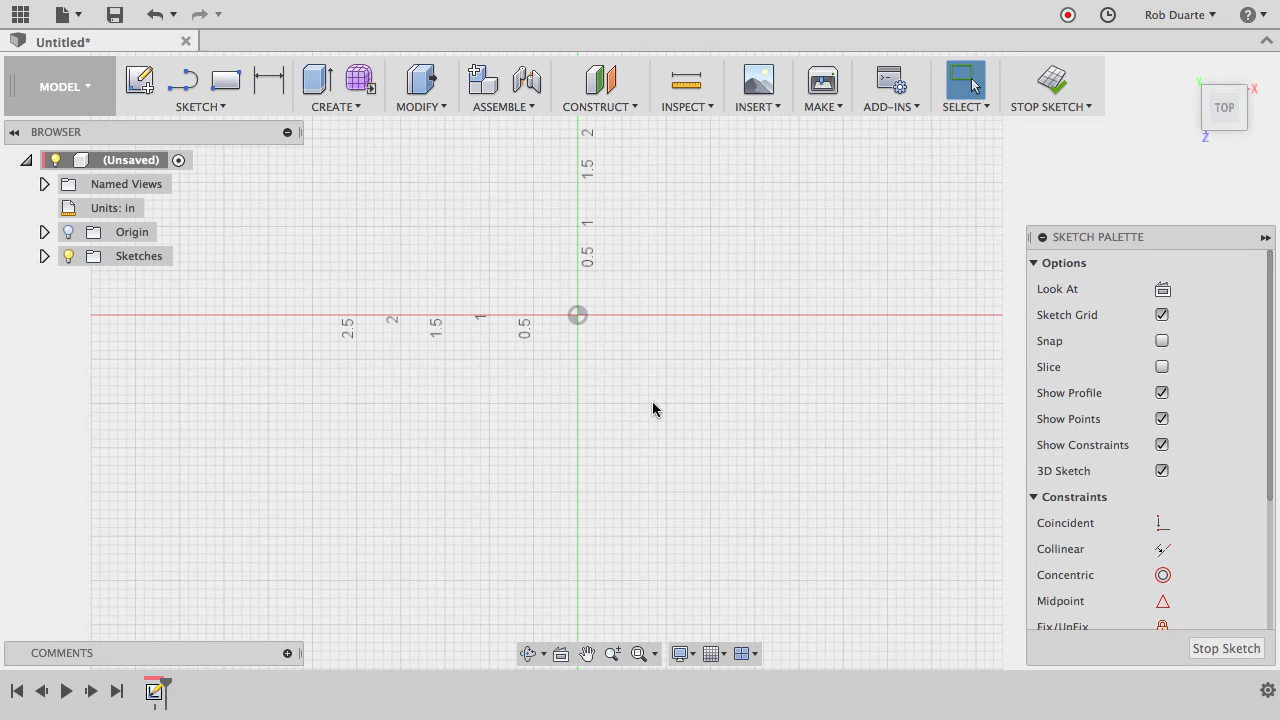 Rob Duarte
Untitled*
MODEL
SKETCH
CREATE
MODIFY
ASSEMBLE
CONSTRUCT
INSPECT
INSERT
MAKE
ADD-INS
SELECT
STOP SKETCH
TOP
Y
X
Z
BROWSER
(Unsaved)
Named Views
Units: in
Origin
Sketches
2
1.5
1
0.5
2.5
2
1.5
1
0.5
SKETCH PALETTE
Options
Look At
Sketch Grid
Snap
Slice
Show Profile
Show Points
Show Constraints
3D Sketch
Constraints
Coincident
Collinear
Concentric
Midpoint
Fix/UnFix
Stop Sketch
COMMENTS